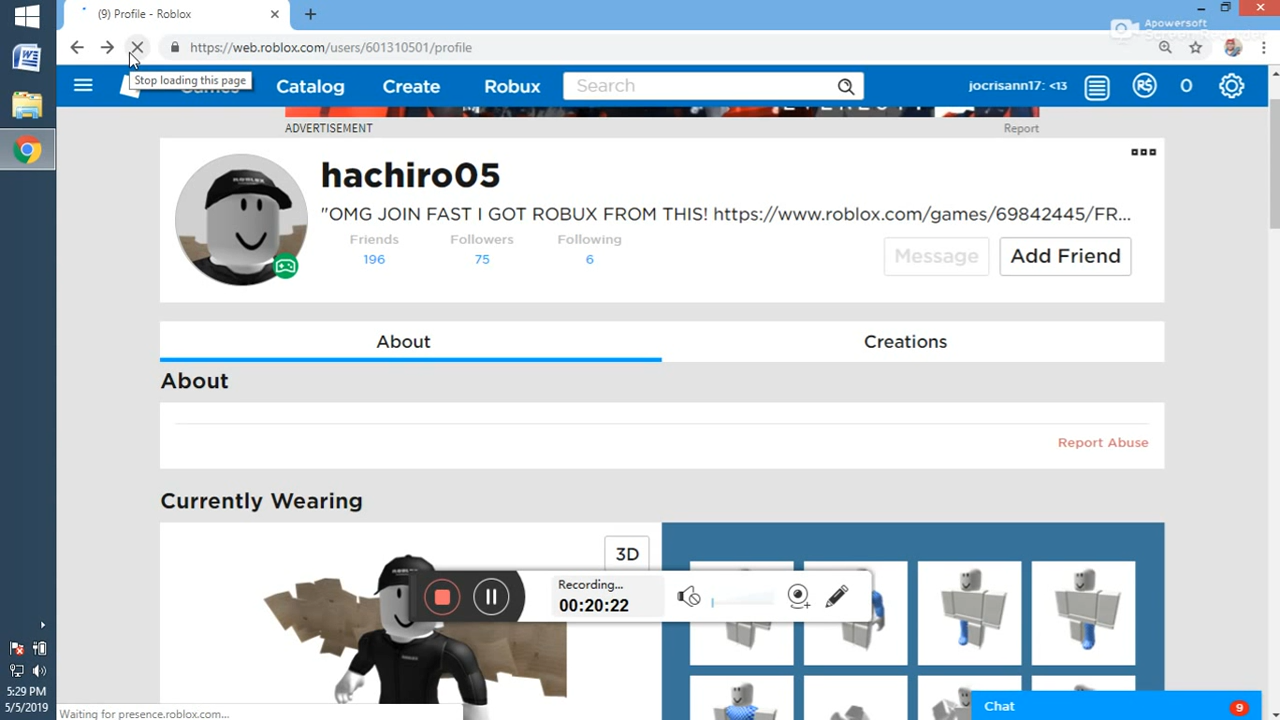 (9) Profile - Roblox
Apowersoft
Screen Recorder
https://web.roblox.com/users/601310501/profile
Stop loading this page
Games
Catalog
Create
Robux
Search
jocrisann17: <13
R$
0
ADVERTISEMENT
Report
hachiro05
"OMG JOIN FAST I GOT ROBUX FROM THIS! https://www.roblox.com/games/69842445/FR...
Friends
Followers
Following
196
75
6
Message
Add Friend
About
Creations
About
Report Abuse
Currently Wearing
3D
Recording...
00:20:22
Waiting for presence.roblox.com...
Chat
9
5:29 PM
5/5/2019